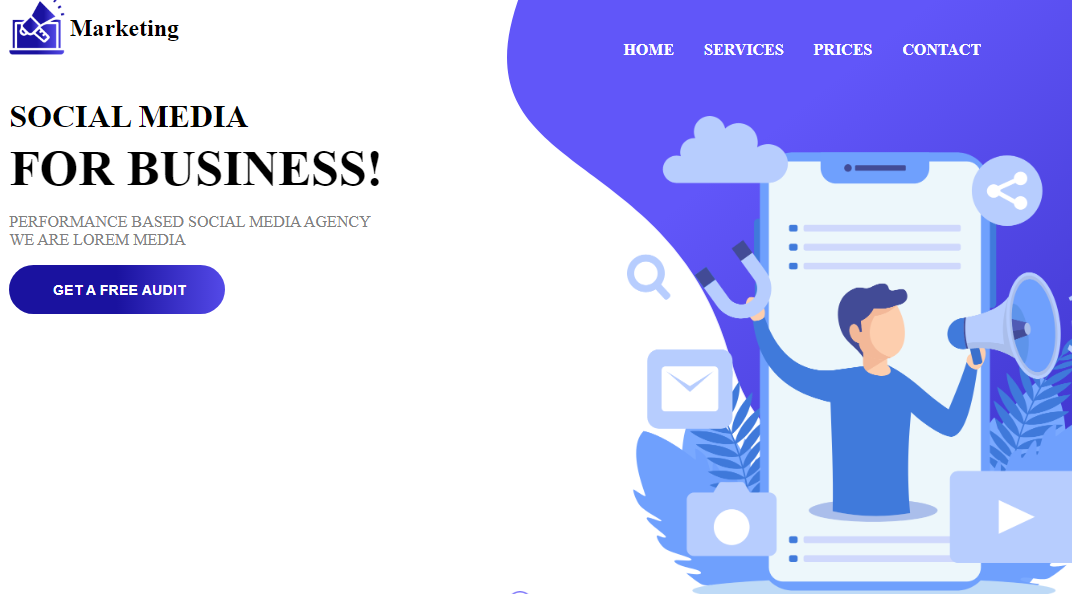 Marketing
HOME SERVICES PRICES CONTACT
SOCIAL MEDIA
FOR BUSINESS!
PERFORMANCE BASED SOCIAL MEDIA AGENCY
WE ARE LOREM MEDIA
GET A FREE AUDIT